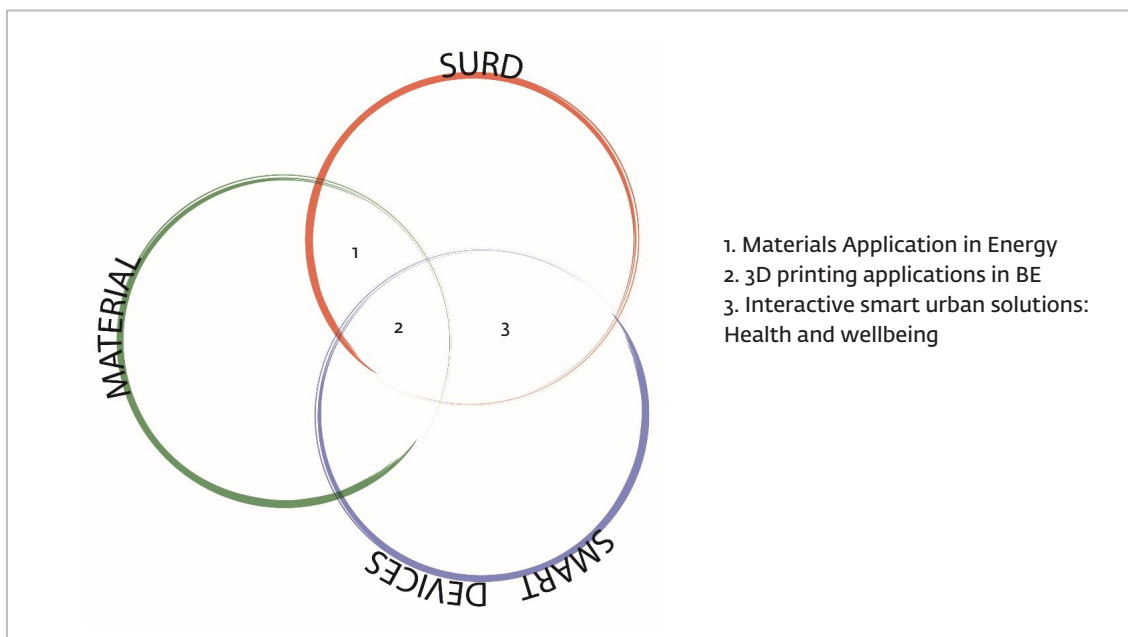 SURD
MATERIAL
1
2
3
SMART DEVICES
1. Materials Application in Energy
2. 3D printing applications in BE
3. Interactive smart urban solutions:
Health and wellbeing